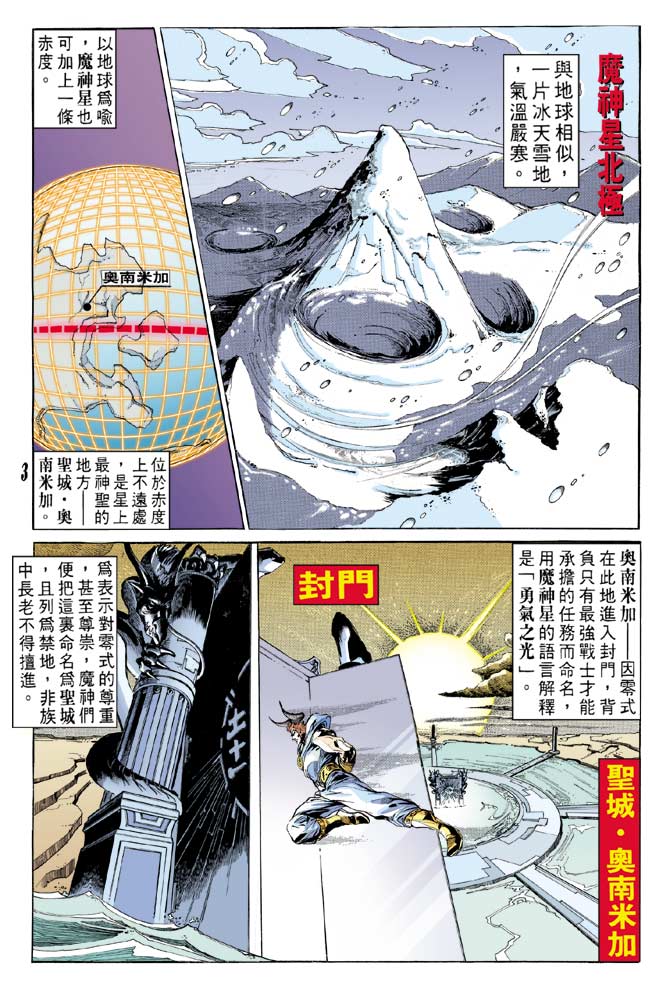 魔神星北極
與地球相似，
一片冰天雪地
，氣溫嚴寒。
以地球爲喩
，魔神星也
可加上一條
赤度。
奧南米加
位於赤度
上不遠處
，是星上
最神聖的
地方——
聖城·奧
南米加。
3
奧南米加——因零式
在此地進入封門，背
負只有最強戰士才能
承擔的任務而命名，
用魔神星的語言解釋
是「勇氣之光」。
封門
聖城·奧南米加
爲表示對零式的尊重
，甚至尊崇，魔神們
便把這裏命名爲聖城
，且列爲禁地，非族
中長老不得擅進。